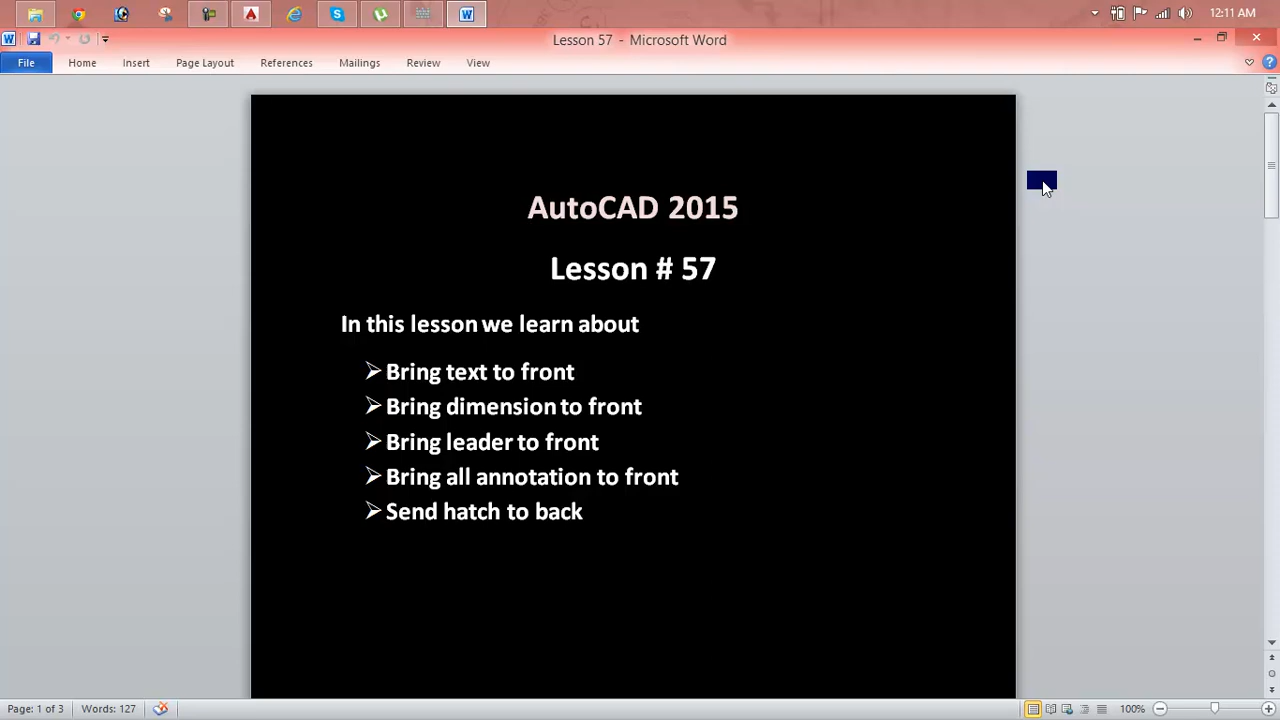 12:11 AM
Lesson 57 - Microsoft Word
File Home Insert Page Layout References Mailings Review View
AutoCAD 2015
Lesson # 57
In this lesson we learn about
Bring text to front
Bring dimension to front
Bring leader to front
Bring all annotation to front
Send hatch to back
Page: 1 of 3 Words: 127 100%